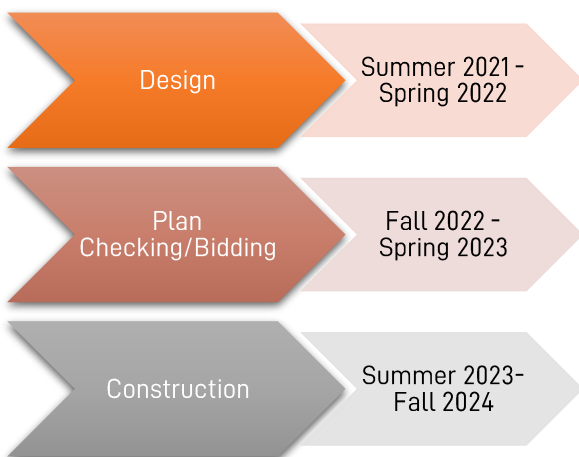 Design
Summer 2021 -
Spring 2022
Plan
Checking/Bidding
Fall 2022 -
Spring 2023
Construction
Summer 2023-
Fall 2024